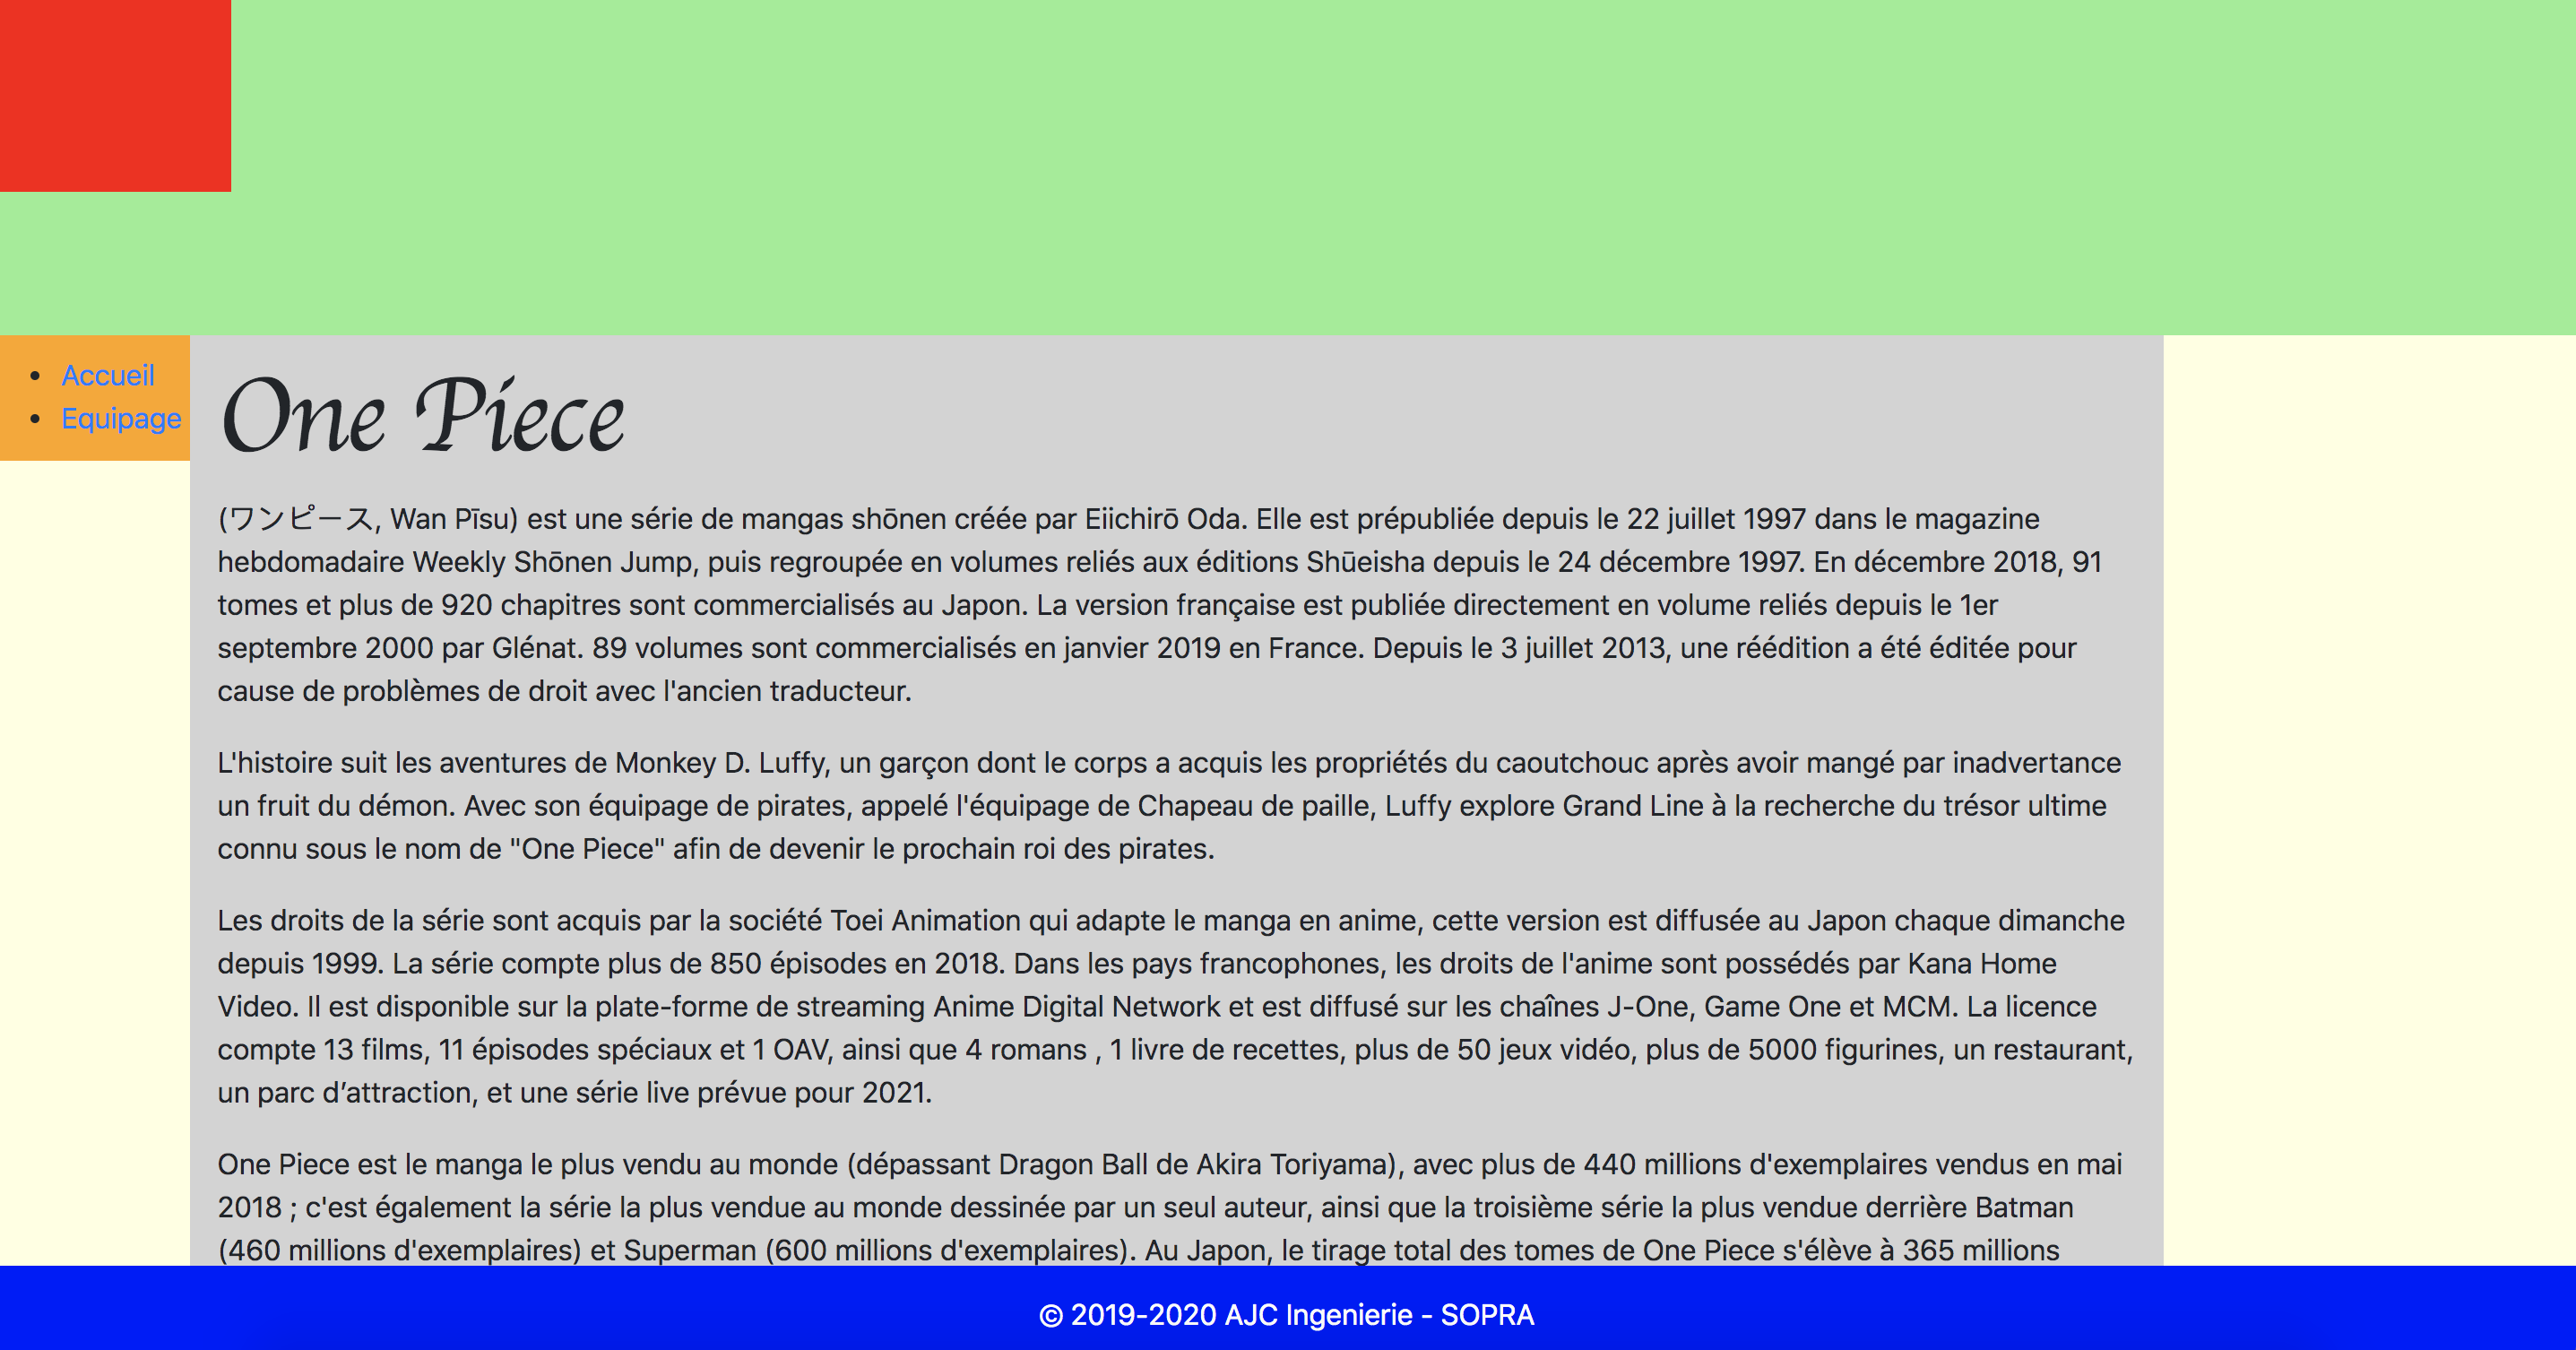 Accueil
Equipage
One Piece
(ワンピース, Wan Pīsu) est une série de mangas shōnen créée par Eiichirō Oda. Elle est prépubliée depuis le 22 juillet 1997 dans le magazine
hebdomadaire Weekly Shōnen Jump, puis regroupée en volumes reliés aux éditions Shūeisha depuis le 24 décembre 1997. En décembre 2018, 91
tomes et plus de 920 chapitres sont commercialisés au Japon. La version française est publiée directement en volume reliés depuis le 1er
septembre 2000 par Glénat. 89 volumes sont commercialisés en janvier 2019 en France. Depuis le 3 juillet 2013, une réédition a été éditée pour
cause de problèmes de droit avec l'ancien traducteur.
L'histoire suit les aventures de Monkey D. Luffy, un garçon dont le corps a acquis les propriétés du caoutchouc après avoir mangé par inadvertance
un fruit du démon. Avec son équipage de pirates, appelé l'équipage de Chapeau de paille, Luffy explore Grand Line à la recherche du trésor ultime
connu sous le nom de "One Piece" afin de devenir le prochain roi des pirates.
Les droits de la série sont acquis par la société Toei Animation qui adapte le manga en anime, cette version est diffusée au Japon chaque dimanche
depuis 1999. La série compte plus de 850 épisodes en 2018. Dans les pays francophones, les droits de l'anime sont possédés par Kana Home
Video. Il est disponible sur la plate-forme de streaming Anime Digital Network et est diffusé sur les chaînes J-One, Game One et MCM. La licence
compte 13 films, 11 épisodes spéciaux et 1 OAV, ainsi que 4 romans , 1 livre de recettes, plus de 50 jeux vidéo, plus de 5000 figurines, un restaurant,
un parc d’attraction, et une série live prévue pour 2021.
One Piece est le manga le plus vendu au monde (dépassant Dragon Ball de Akira Toriyama), avec plus de 440 millions d'exemplaires vendus en mai
2018 ; c'est également la série la plus vendue au monde dessinée par un seul auteur, ainsi que la troisième série la plus vendue derrière Batman
(460 millions d'exemplaires) et Superman (600 millions d'exemplaires). Au Japon, le tirage total des tomes de One Piece s'élève à 365 millions
© 2019-2020 AJC Ingenierie - SOPRA